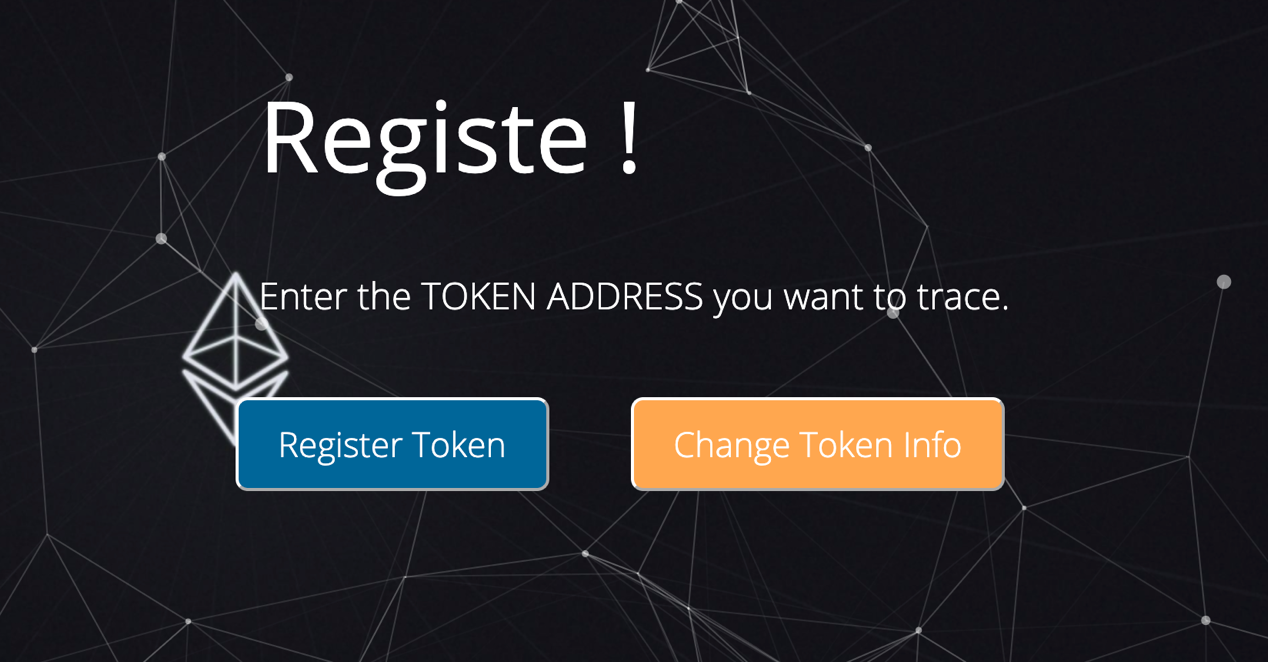 Registe !
Enter the TOKEN ADDRESS you want to trace.
Register Token
Change Token Info